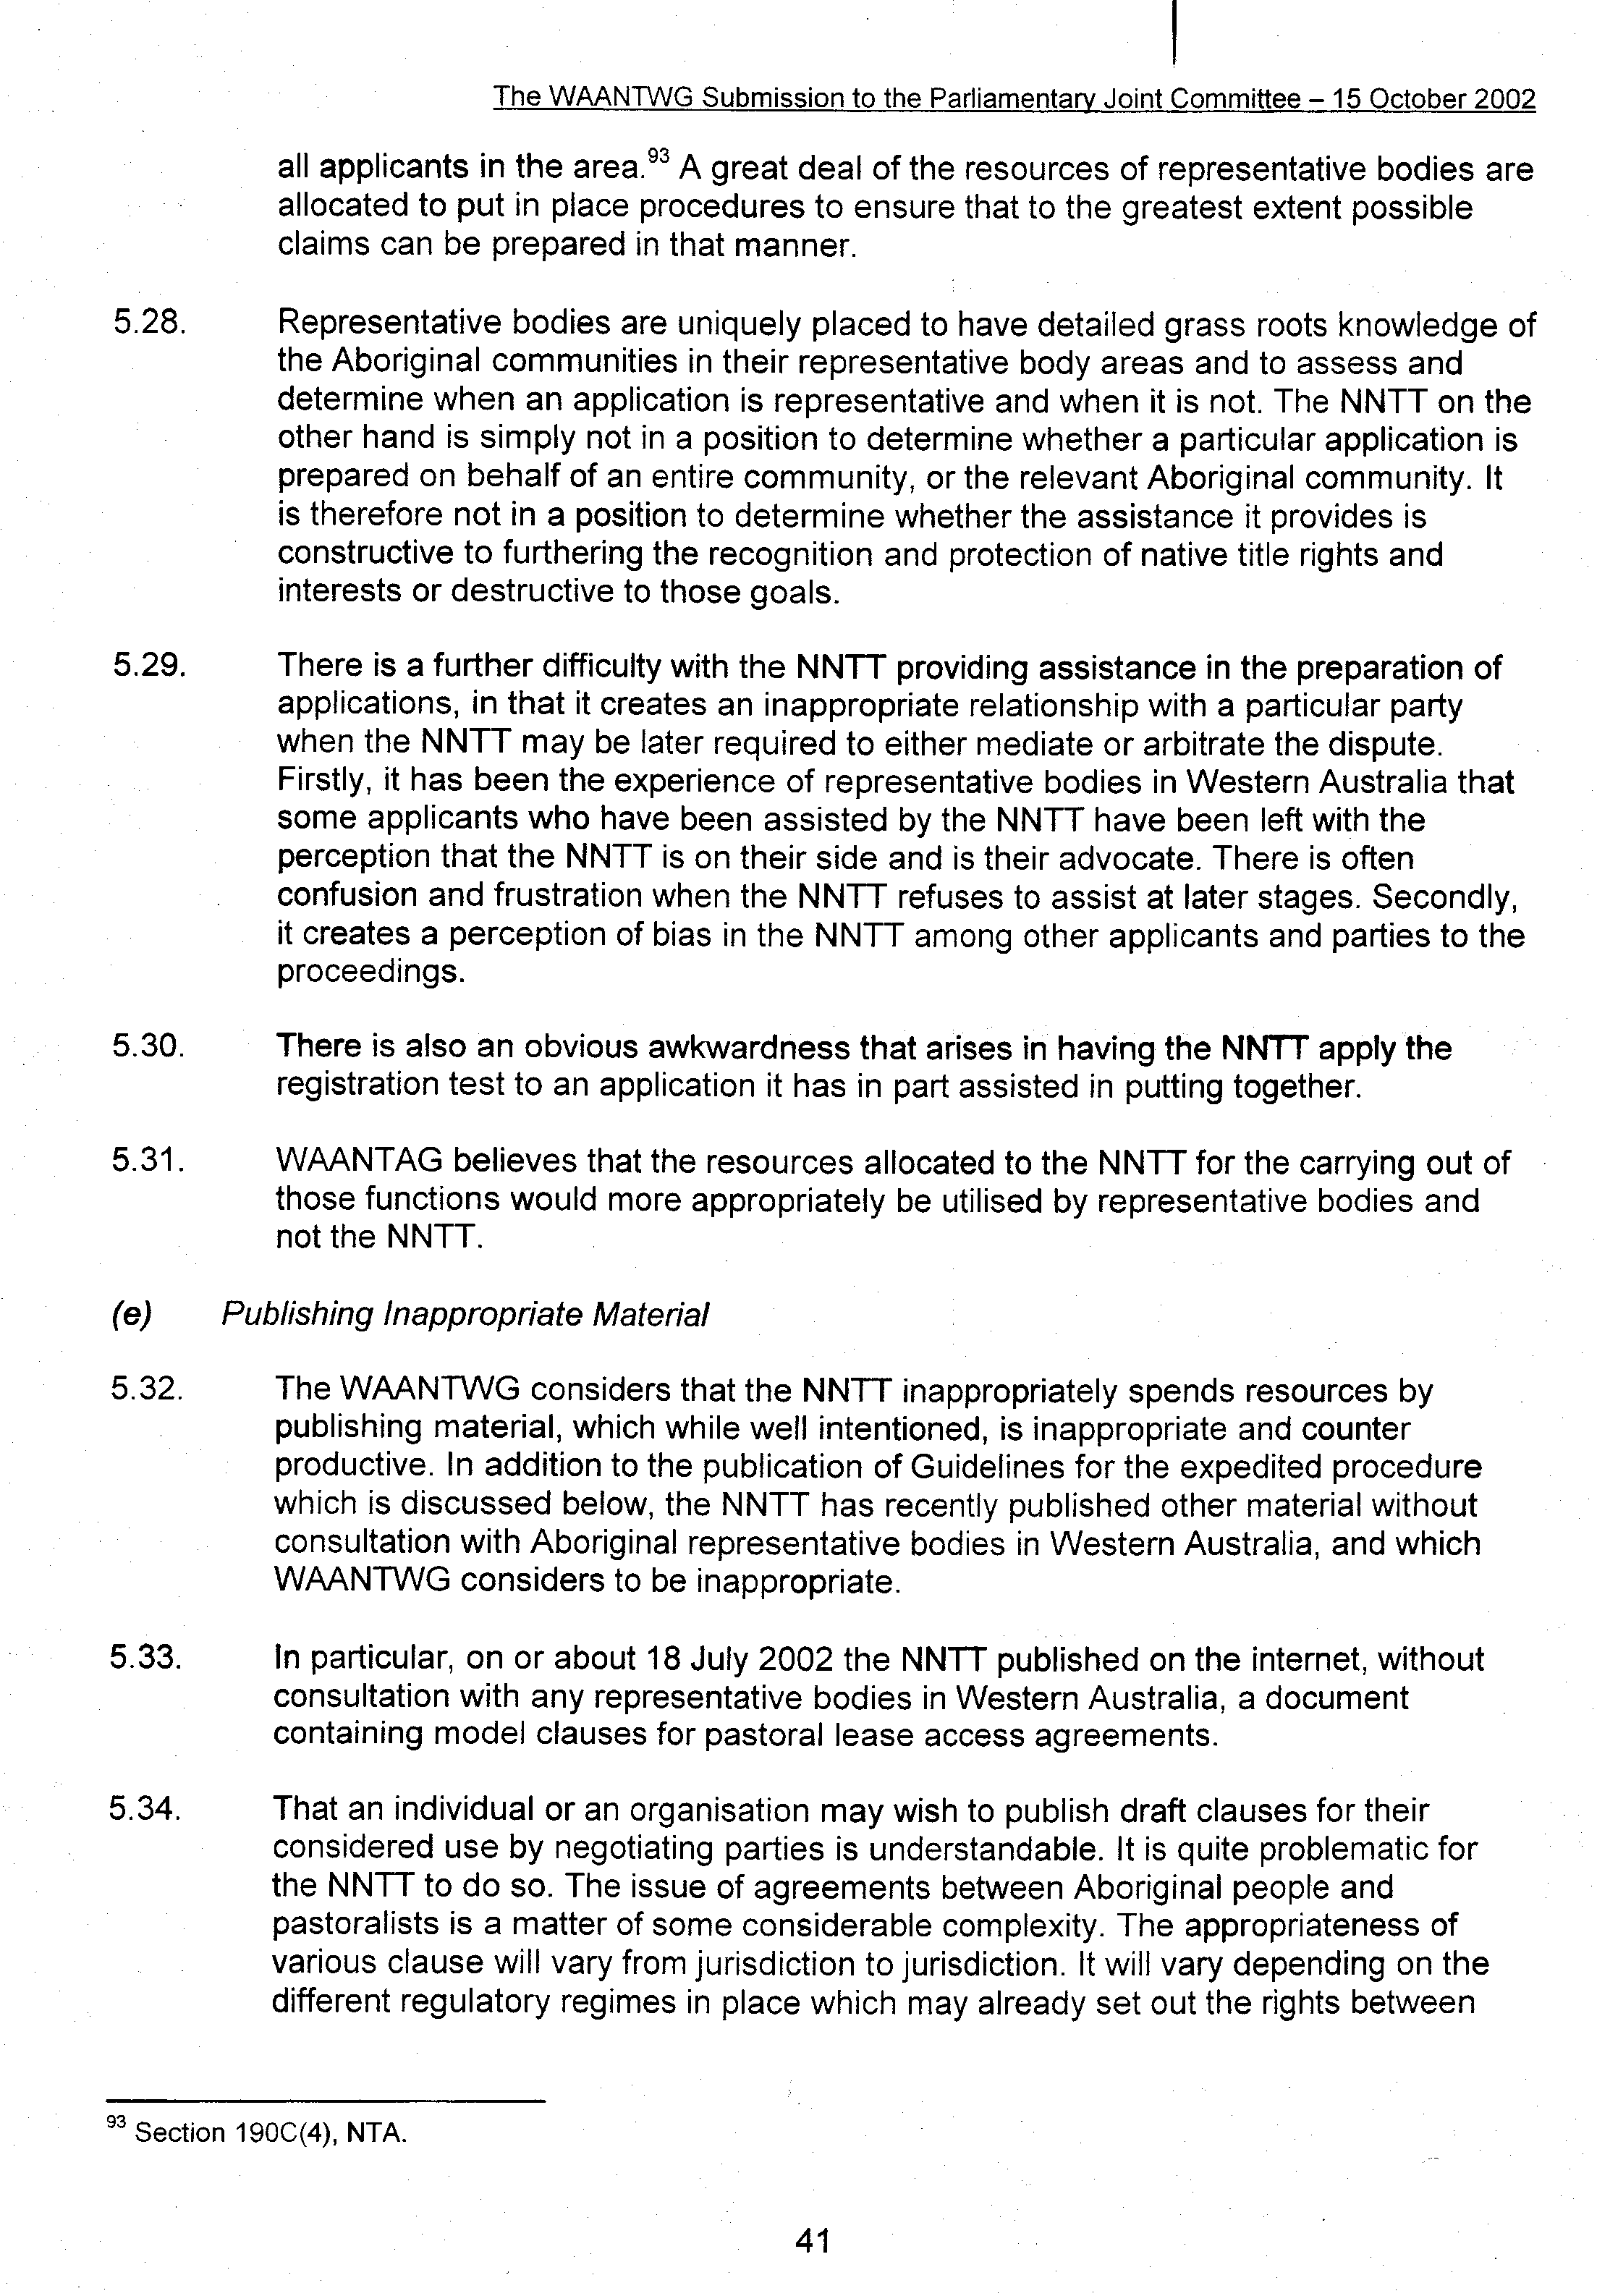 The WAANTWG Submission to the Parliamentary Joint Committee – 15 October 2002
all applicants in the area.93 A great deal of the resources of representative bodies are
allocated to put in place procedures to ensure that to the greatest extent possible
claims can be prepared in that manner.
5.28. Representative bodies are uniquely placed to have detailed grass roots knowledge of
the Aboriginal communities in their representative body areas and to assess and
determine when an application is representative and when it is not. The NNTT on the
other hand is simply not in a position to determine whether a particular application is
prepared on behalf of an entire community, or the relevant Aboriginal community. It
is therefore not in a position to determine whether the assistance it provides is
constructive to furthering the recognition and protection of native title rights and
interests or destructive to those goals.
5.29. There is a further difficulty with the NNTT providing assistance in the preparation of
applications, in that it creates an inappropriate relationship with a particular party
when the NNTT may be later required to either mediate or arbitrate the dispute.
Firstly, it has been the experience of representative bodies in Western Australia that
some applicants who have been assisted by the NNTT have been left with the
perception that the NNTT is on their side and is their advocate. There is often
confusion and frustration when the NNTT refuses to assist at later stages. Secondly,
it creates a perception of bias in the NNTT among other applicants and parties to the
proceedings.
5.30. There is also an obvious awkwardness that arises in having the NNTT apply the
registration test to an application it has in part assisted in putting together.
5.31. WAANTAG believes that the resources allocated to the NNTT for the carrying out of
those functions would more appropriately be utilised by representative bodies and
not the NNTT.
(e) Publishing Inappropriate Material
5.32. The WAANTWG considers that the NNTT inappropriately spends resources by
publishing material, which while well intentioned, is inappropriate and counter
productive. In addition to the publication of Guidelines for the expedited procedure
which is discussed below, the NNTT has recently published other material without
consultation with Aboriginal representative bodies in Western Australia, and which
WAANTWG considers to be inappropriate.
5.33. In particular, on or about 18 July 2002 the NNTT published on the internet, without
consultation with any representative bodies in Western Australia, a document
containing model clauses for pastoral lease access agreements.
5.34. That an individual or an organisation may wish to publish draft clauses for their
considered use by negotiating parties is understandable. It is quite problematic for
the NNTT to do so. The issue of agreements between Aboriginal people and
pastoralists is a matter of some considerable complexity. The appropriateness of
various clause will vary from jurisdiction to jurisdiction. It will vary depending on the
different regulatory regimes in place which may already set out the rights between
93 Section 190C(4), NTA.
41